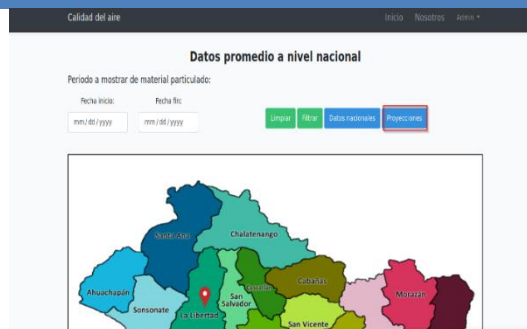 Calidad del aire Inicio Nosotros Admin
Datos promedio a nivel nacional
Periodo a mostrar de material particulado:
Fecha inicio: Fecha fin:
mm/dd/yyyy mm/dd/yyyy Limpiar Filtrar Datos nacionales Proyecciones
Santa Ana Chalatenango
Ahuachapán Sonsonate La Libertad San Salvador Cuscatlán Cabañas Morazán
San Vicente